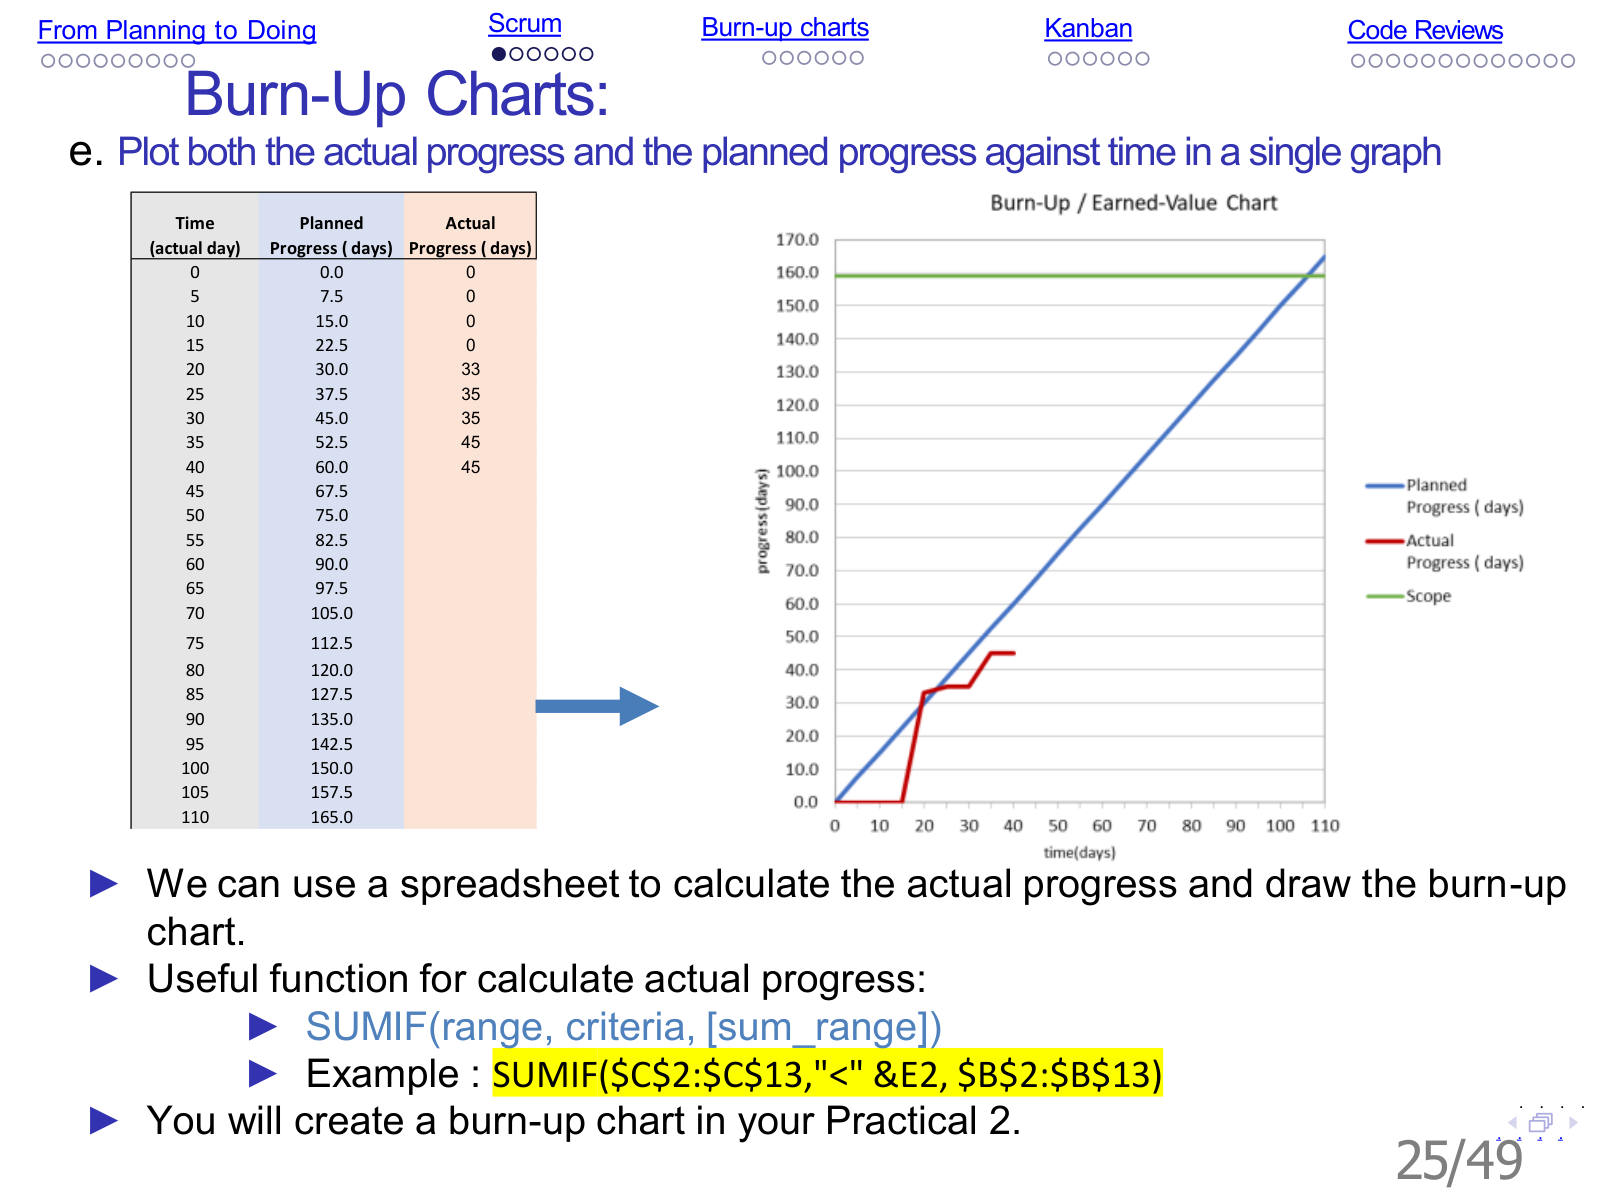 From Planning to Doing
Scrum
Burn-up charts
Kanban
Code Reviews
Burn-Up Charts:
e. Plot both the actual progress and the planned progress against time in a single graph
Time (actual day) Planned Progress ( days) Actual Progress ( days)
0 0.0 0
5 7.5 0
10 15.0 0
15 22.5 0
20 30.0 33
25 37.5 35
30 45.0 35
35 52.5 45
40 60.0 45
45 67.5
50 75.0
55 82.5
60 90.0
65 97.5
70 105.0
75 112.5
80 120.0
85 127.5
90 135.0
95 142.5
100 150.0
105 157.5
110 165.0
Burn-Up / Earned-Value Chart
170.0
160.0
150.0
140.0
130.0
120.0
110.0
100.0
90.0
80.0
70.0
60.0
50.0
40.0
30.0
20.0
10.0
0.0
progress(days)
0 10 20 30 40 50 60 70 80 90 100 110
time(days)
Planned
Progress ( days)
Actual
Progress ( days)
Scope
► We can use a spreadsheet to calculate the actual progress and draw the burn-up
chart.
► Useful function for calculate actual progress:
► SUMIF(range, criteria, [sum_range])
► Example : SUMIF($C$2:$C$13,"<" &E2, $B$2:$B$13)
► You will create a burn-up chart in your Practical 2.
25/49